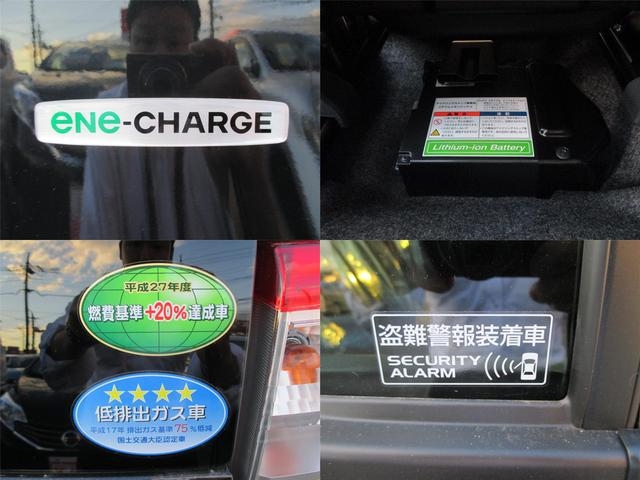 ene-CHARGE
Lithium-ion Battery
平成27年度
燃費基準+20%達成車
低排出ガス車
平成17年 排出ガス基準 75%低減
国土交通大臣認定車
盗難警報装着車
SECURITY
ALARM